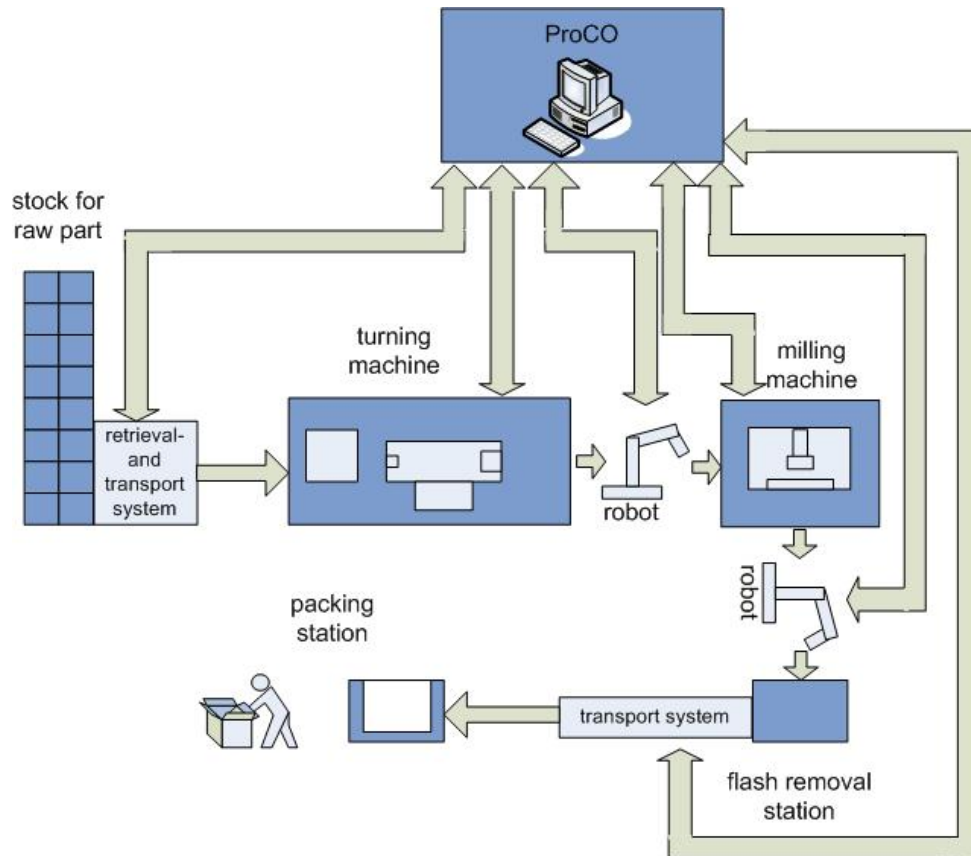 ProCO
stock for
raw part
turning
machine
milling
machine
retrieval-
and
transport
system
robot
robot
packing
station
transport system
flash removal
station